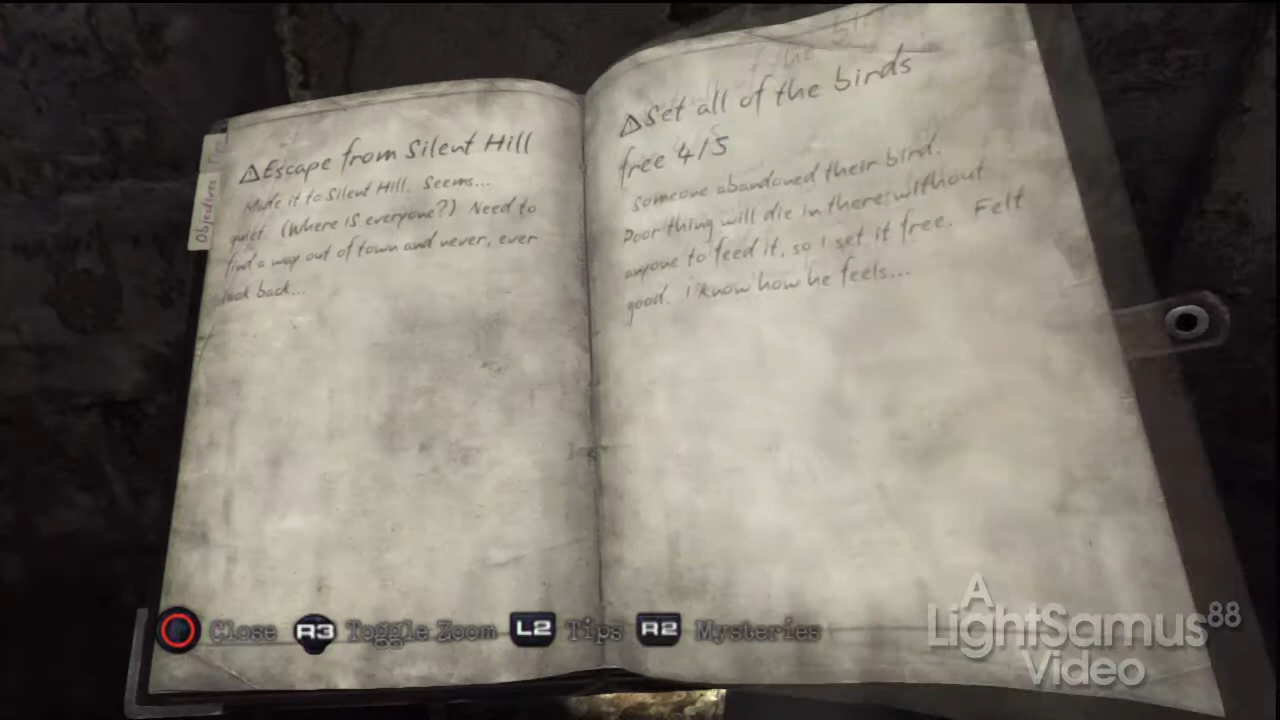 Objectives
⚠Escape from Silent Hill
Made it to Silent Hill. Seems...
quiet. (Where is everyone?) Need to
find a way out of town and never, ever
look back...
⚠Set all of the birds
free 4/5
Someone abandoned their bird.
Poor thing will die in there without
anyone to feed it, so I set it free. Felt
good. I know how he feels...
Close R3 Toggle Zoom L2 Tips R2 Mysteries
A
LightSamus88
Video